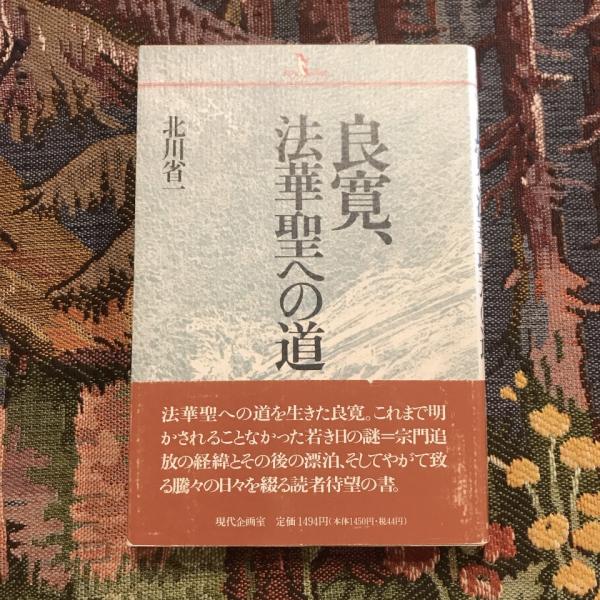 良寛、
法華聖への道
北川省一
法華聖への道を生きた良寛。これまで明
かされることなかった若き日の謎＝宗門追
放の経緯とその後の漂泊、そしてやがて致
る騰々の日々を綴る読者待望の書。
現代企画室 定価1494円(本体1450円・税44円)